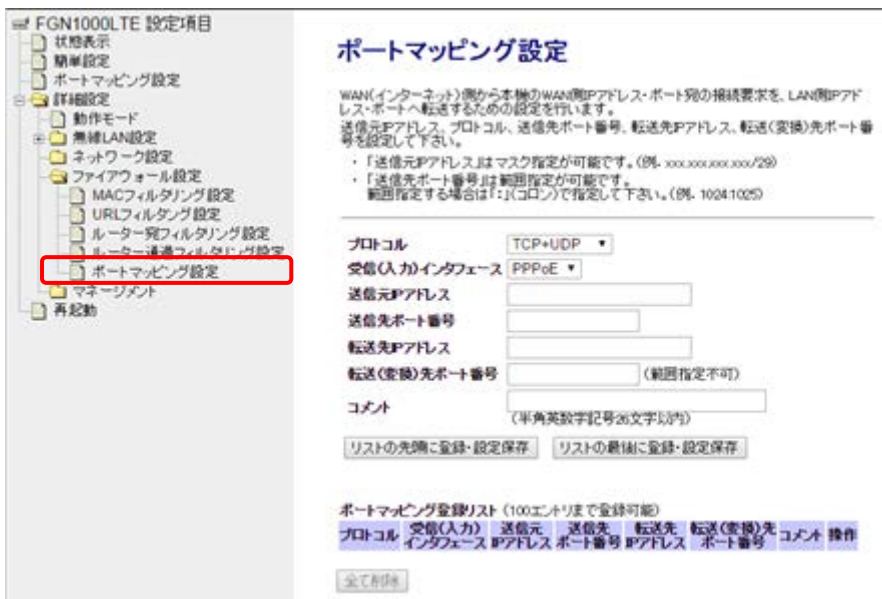 FGN1000LTE 設定項目
状態表示
簡単設定
ポートマッピング設定
詳細設定
動作モード
無線LAN設定
ネットワーク設定
ファイアウォール設定
MACフィルタリング設定
URLフィルタング設定
ルーター宛フィルタリング設定
ルーター通過フィルタリング設定
ポートマッピング設定
マネージメント
再起動
ポートマッピング設定
WAN(インターネット)側から本機のWAN側IPアドレス・ポート宛の接続要求を、LAN側IPアド
レス・ポートへ転送するための設定を行います。
送信元IPアドレス、プロトコル、送信先ポート番号、転送先IPアドレス、転送(変換)先ポート番
号を設定して下さい。
・「送信元IPアドレス」はマスク指定が可能です。(例. xxx.xxx.xxx.xxx/29)
・「送信先ポート番号」は範囲指定が可能です。
範囲指定する場合は「:」(コロン)で指定して下さい。(例. 1024:1025)
プロトコル TCP+UDP
受信(入力)インタフェース PPPoE
送信元IPアドレス
送信先ポート番号
転送先IPアドレス
転送(変換)先ポート番号 (範囲指定不可)
コメント
(半角英数字記号26文字以内)
リストの先頭に登録・設定保存 リストの最後に登録・設定保存
ポートマッピング登録リスト (100エントリまで登録可能)
プロトコル 受信(入力)インタフェース 送信元IPアドレス 送信先ポート番号 転送先IPアドレス 転送(変換)先ポート番号 コメント 操作
全て削除